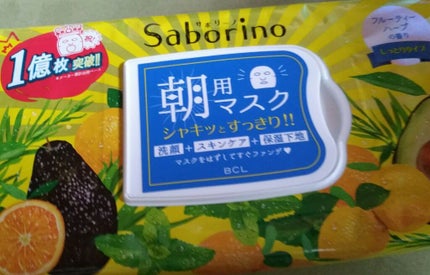 サボリーノ
Saborino
1億枚
突破!!
フルーティー
ハーブ
の香り
しっとりタイプ
朝用
マスク
シャキッとすっきり!!
洗顔+スキンケア+保湿下地
マスクをはずしてすぐファンデ♥
BCL